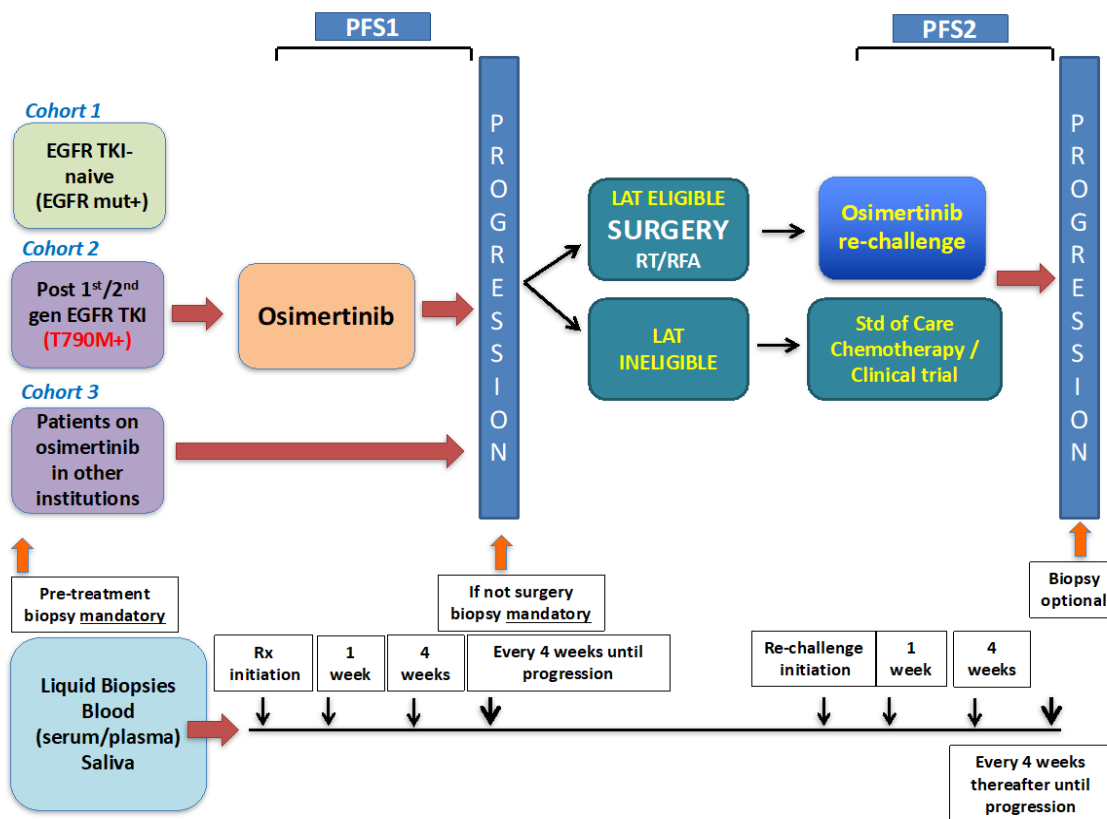 PFS1
PFS2
Cohort 1
EGFR TKI-
naive
(EGFR mut+)
Cohort 2
Post 1st/2nd
gen EGFR TKI
(T790M+)
Cohort 3
Patients on
osimertinib
in other
institutions
Osimertinib
PROGRESSION
LAT ELIGIBLE
SURGERY
RT/RFA
LAT
INELIGIBLE
Osimertinib
re-challenge
Std of Care
Chemotherapy /
Clinical trial
PROGRESSION
Pre-treatment
biopsy mandatory
If not surgery
biopsy mandatory
Biopsy
optional
Liquid Biopsies
Blood
(serum/plasma)
Saliva
Rx
initiation
1
week
4
weeks
Every 4 weeks until
progression
Re-challenge
initiation
1
week
4
weeks
Every 4 weeks
thereafter until
progression